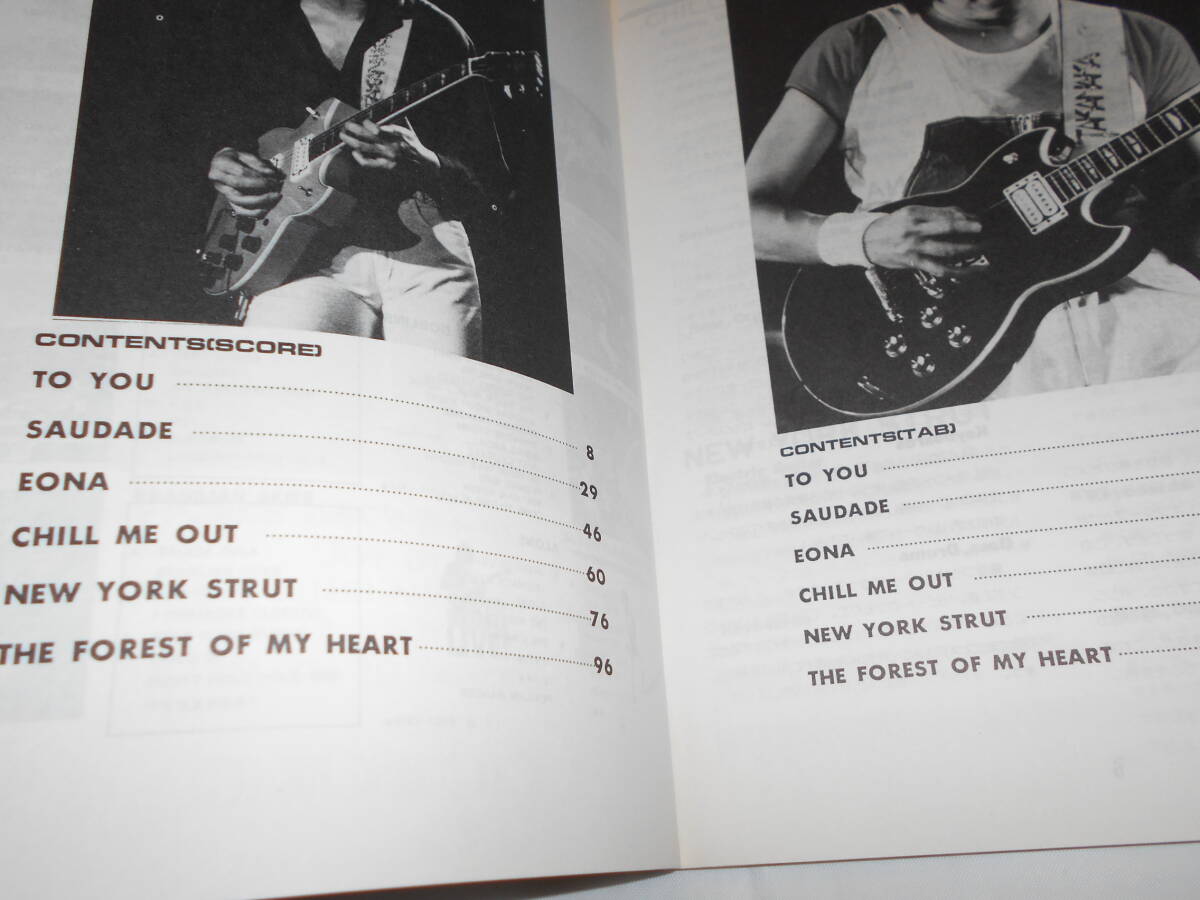 TAKANAKA
CONTENTS(SCORE)
TO YOU 8
SAUDADE 29
EONA 46
CHILL ME OUT 60
NEW YORK STRUT 76
THE FOREST OF MY HEART 96
TAKANAKA
CONTENTS(TAB)
TO YOU
SAUDADE
EONA
CHILL ME OUT
NEW YORK STRUT
THE FOREST OF MY HEART